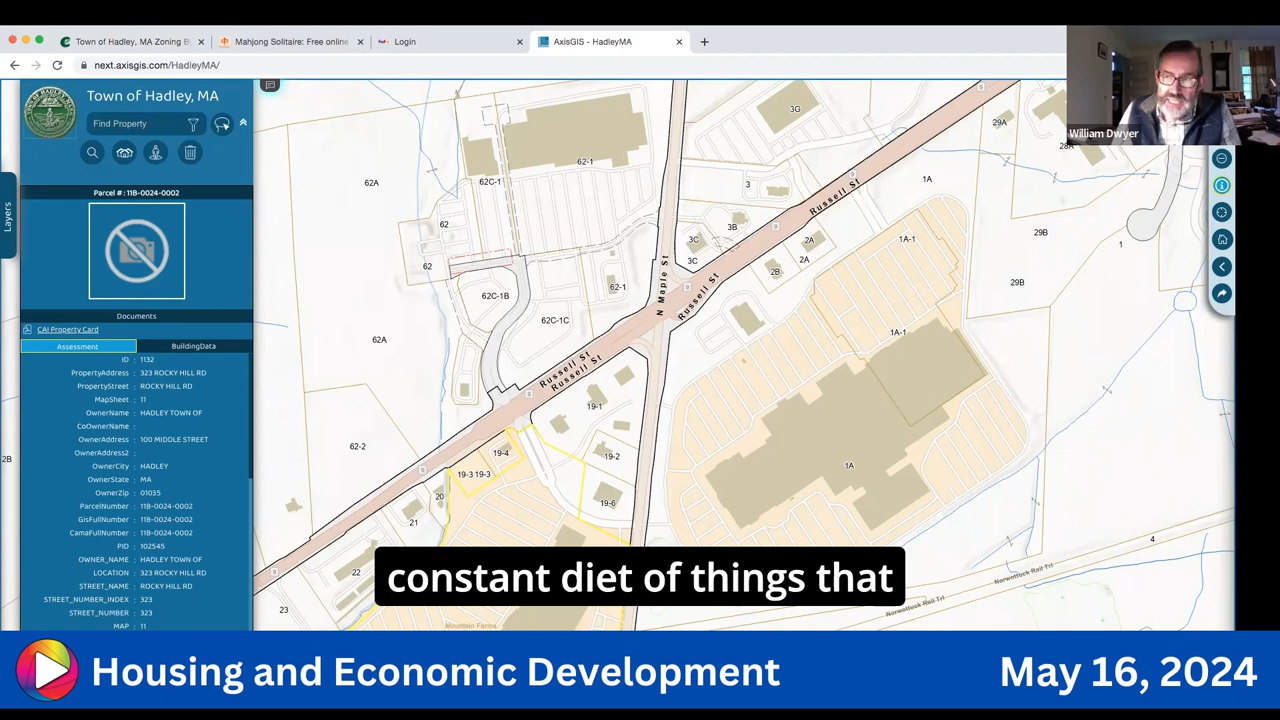 Town of Hadley, MA Zoning B
Mahjong Solitaire: Free online
Login
AxisGIS - HadleyMA
next.axisgis.com/HadleyMA/
William Dwyer
Town of Hadley, MA
Find Property
Layers
Parcel # : 11B-0024-0002
Documents
CAI Property Card
Assessment
BuildingData
ID : 1132
PropertyAddress : 323 ROCKY HILL RD
PropertyStreet : ROCKY HILL RD
MapSheet : 11
OwnerName : HADLEY TOWN OF
CoOwnerName :
OwnerAddress : 100 MIDDLE STREET
OwnerAddress2 :
OwnerCity : HADLEY
OwnerState : MA
OwnerZip : 01035
ParcelNumber : 11B-0024-0002
GisFullNumber : 11B-0024-0002
CamaFullNumber : 11B-0024-0002
PID : 102545
OWNER_NAME : HADLEY TOWN OF
LOCATION : 323 ROCKY HILL RD
STREET_NAME : ROCKY HILL RD
STREET_NUMBER_INDEX : 323
STREET_NUMBER : 323
MAP : 11
3G
29A
28A
62-1
62A
62C-1
3
1A
Russell St
62
3B
3C
3C
2A
2A
1A-1
29B
1
62
2B
29B
62C-1B
62-1
N Maple St
Russell St
62C-1C
1A-1
62A
Russell St
Russell St
19-1
62-2
19-4
19-2
2B
19-3 19-3
1A
20
19-6
21
4
22
Norwottuck Rail Trl
Norwottuck Rail Trl
23
Mountain Farms
constant diet of things that
Housing and Economic Development
May 16, 2024